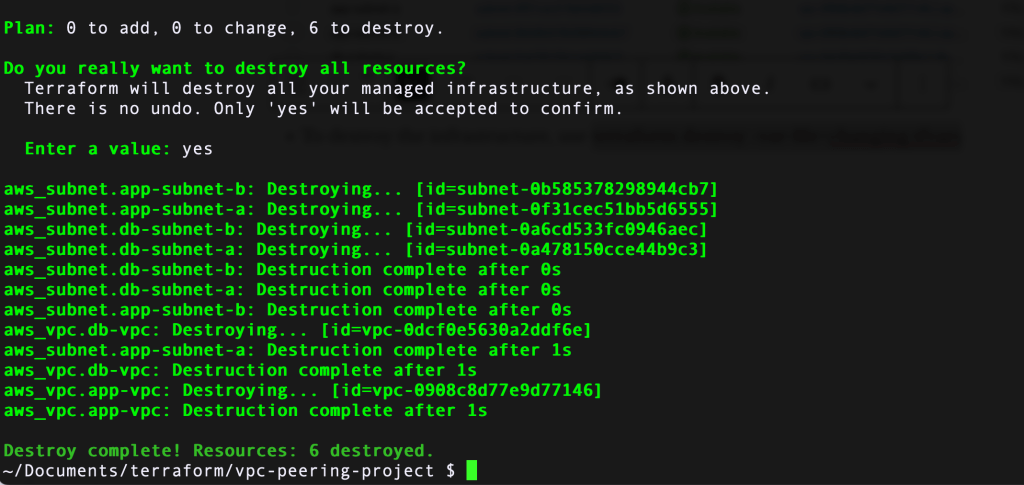 Plan: 0 to add, 0 to change, 6 to destroy.
Do you really want to destroy all resources?
Terraform will destroy all your managed infrastructure, as shown above.
There is no undo. Only 'yes' will be accepted to confirm.
Enter a value: yes
aws_subnet.app-subnet-b: Destroying... [id=subnet-0b585378298944cb7]
aws_subnet.app-subnet-a: Destroying... [id=subnet-0f31cec51bb5d6555]
aws_subnet.db-subnet-b: Destroying... [id=subnet-0a6cd533fc0946aec]
aws_subnet.db-subnet-a: Destroying... [id=subnet-0a478150cce44b9c3]
aws_subnet.db-subnet-b: Destruction complete after 0s
aws_subnet.db-subnet-a: Destruction complete after 0s
aws_subnet.app-subnet-b: Destruction complete after 0s
aws_vpc.db-vpc: Destroying... [id=vpc-0dcf0e5630a2ddf6e]
aws_subnet.app-subnet-a: Destruction complete after 1s
aws_vpc.db-vpc: Destruction complete after 1s
aws_vpc.app-vpc: Destroying... [id=vpc-0908c8d77e9d77146]
aws_vpc.app-vpc: Destruction complete after 1s
Destroy complete! Resources: 6 destroyed.
~/Documents/terraform/vpc-peering-project $